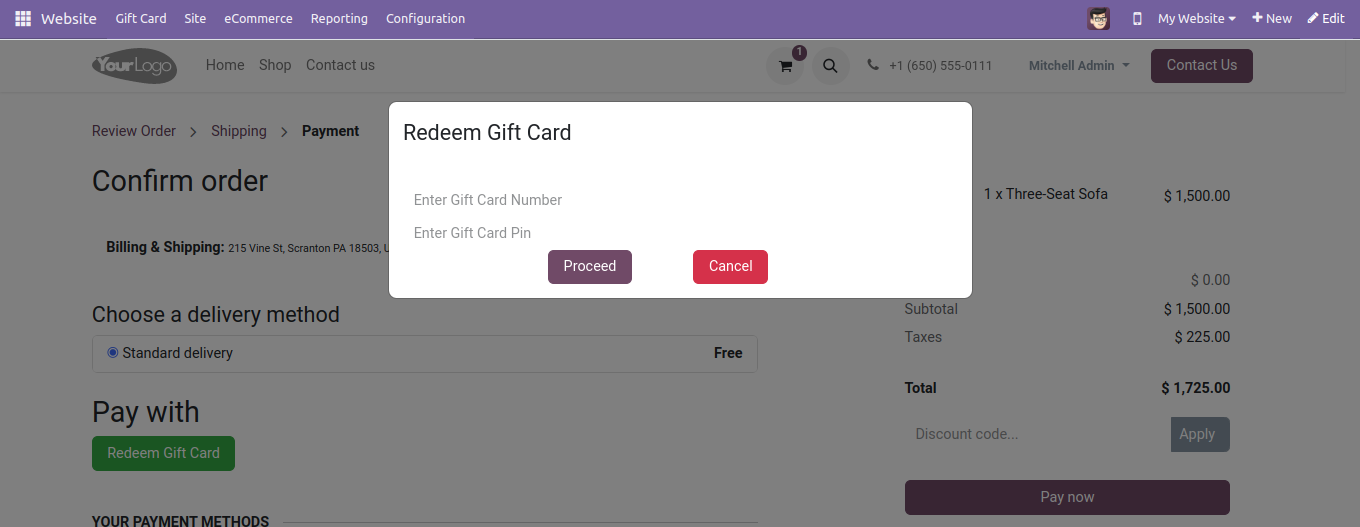 Website Gift Card Site eCommerce Reporting Configuration My Website New Edit
YourLogo Home Shop Contact us 1 +1 (650) 555-0111 Mitchell Admin Contact Us
Review Order Shipping Payment
Redeem Gift Card
Confirm order
Enter Gift Card Number
Enter Gift Card Pin
Proceed Cancel
Billing & Shipping: 215 Vine St, Scranton PA 18503,
Choose a delivery method
Standard delivery Free
Pay with
Redeem Gift Card
YOUR PAYMENT METHODS
1 x Three-Seat Sofa $ 1,500.00
$ 0.00
Subtotal $ 1,500.00
Taxes $ 225.00
Total $ 1,725.00
Discount code... Apply
Pay now